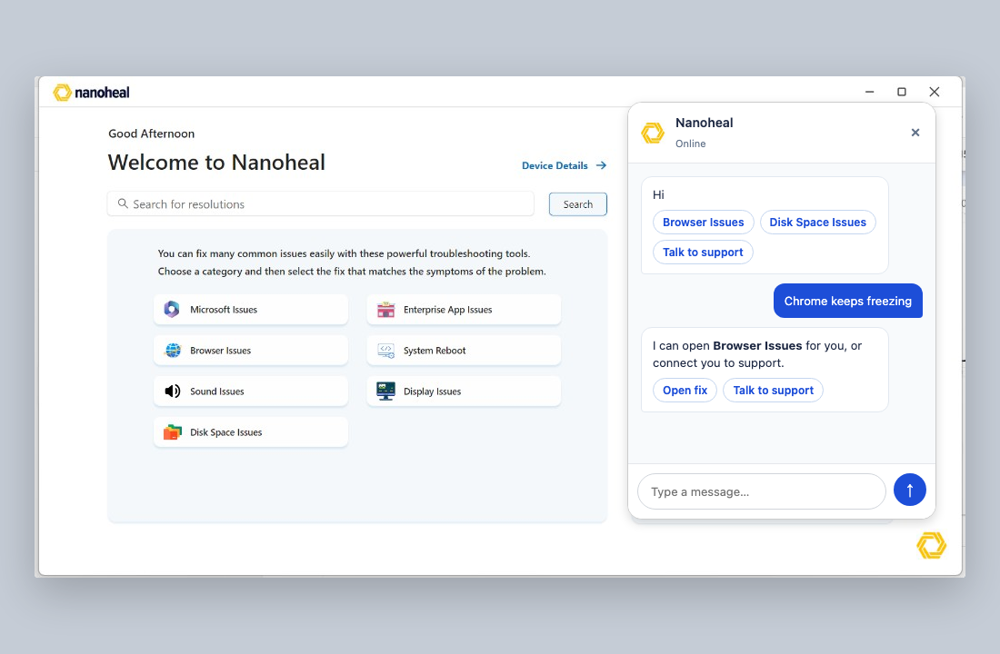 nanoheal
Good Afternoon
Welcome to Nanoheal
Device Details
Search for resolutions
Search
You can fix many common issues easily with these powerful troubleshooting tools.
Choose a category and then select the fix that matches the symptoms of the problem.
Microsoft Issues
Enterprise App Issues
Browser Issues
System Reboot
Sound Issues
Display Issues
Disk Space Issues
Nanoheal
Online
Hi
Browser Issues
Disk Space Issues
Talk to support
Chrome keeps freezing
I can open Browser Issues for you, or
connect you to support.
Open fix
Talk to support
Type a message...